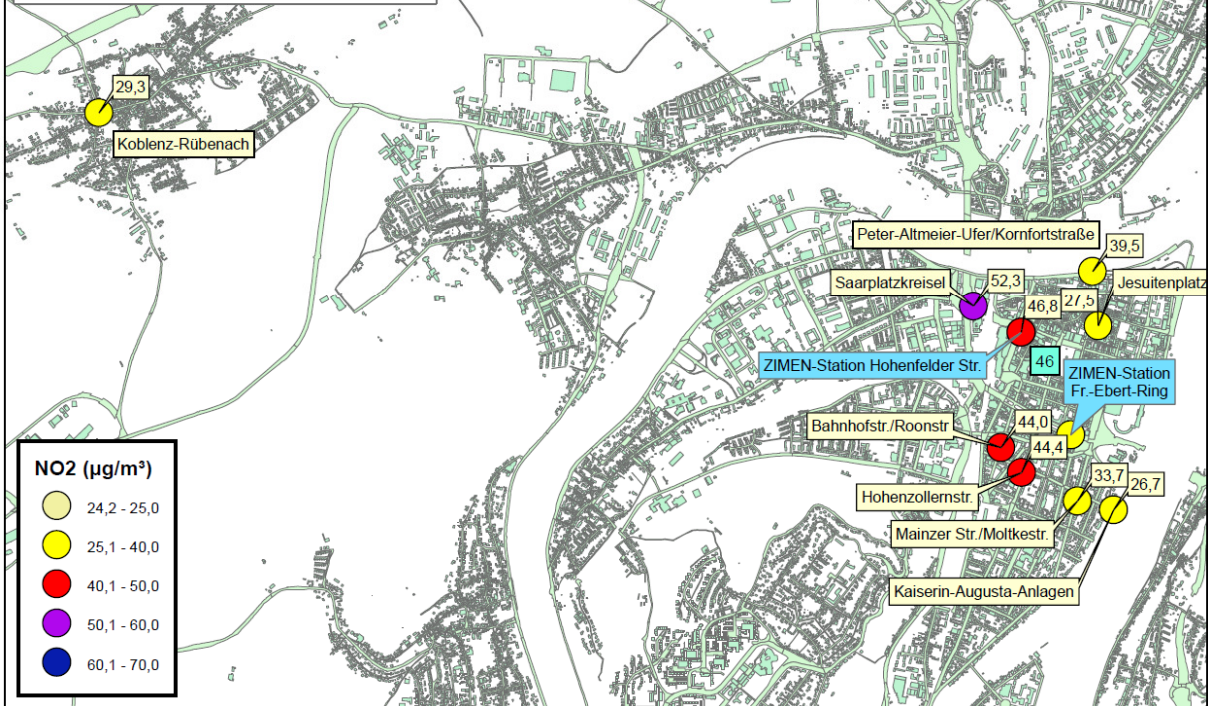 29,3
Koblenz-Rübenach
Peter-Altmeier-Ufer/Kornfortstraße
39,5
Saarplatzkreisel
52,3
Jesuitenplatz
46,8
27,5
ZIMEN-Station Hohenfelder Str.
46
ZIMEN-Station
Fr.-Ebert-Ring
Bahnhofstr./Roonstr
44,0
44,4
Hohenzollernstr.
33,7
26,7
Mainzer Str./Moltkestr.
Kaiserin-Augusta-Anlagen
NO2 (µg/m³)
24,2 - 25,0
25,1 - 40,0
40,1 - 50,0
50,1 - 60,0
60,1 - 70,0